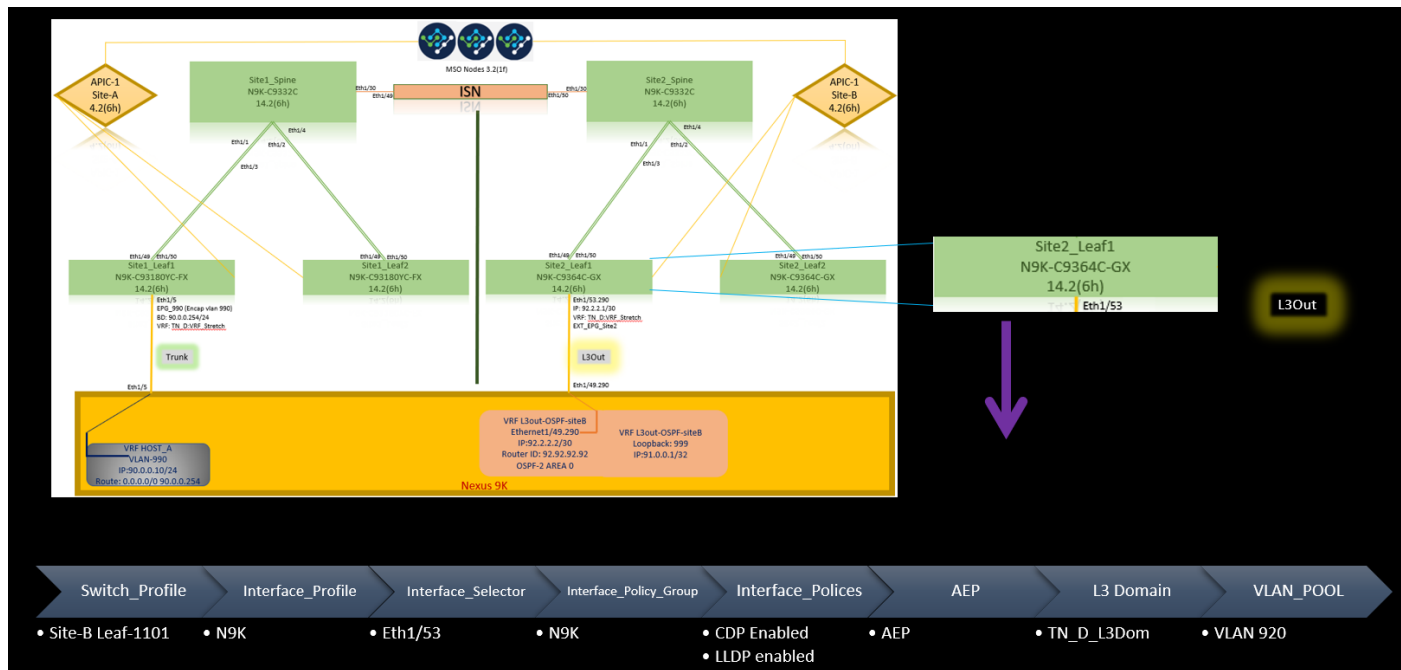 MSO Nodes 3.2(1f)
APIC-1
Site-A
4.2(6h)
Site1_Spine
N9K-C9332C
14.2(6h)
Eth1/30
Eth1/49
ISN
Eth1/30
Eth1/50
Site2_Spine
N9K-C9332C
14.2(6h)
APIC-1
Site-B
4.2(6h)
Eth1/4
Eth1/1
Eth1/2
Eth1/3
Eth1/4
Eth1/1
Eth1/2
Eth1/3
Eth1/49 Eth1/50
Site1_Leaf1
N9K-C93180YC-FX
14.2(6h)
Eth1/49 Eth1/50
Site1_Leaf2
N9K-C93180YC-FX
14.2(6h)
Eth1/49 Eth1/50
Site2_Leaf1
N9K-C9364C-GX
14.2(6h)
Eth1/49 Eth1/50
Site2_Leaf2
N9K-C9364C-GX
14.2(6h)
Site2_Leaf1
N9K-C9364C-GX
14.2(6h)
Eth1/53
L3Out
Eth1/5
EPG_990 (Encap vlan 990)
BD: 90.0.0.254/24
VRF: TN_D:VRF_Stretch
Trunk
Eth1/5
Eth1/53.290
IP: 92.2.2.1/30
VRF: TN_D:VRF_Stretch
EXT_EPG_Site2
L3Out
Eth1/49.290
VRF HOST_A
VLAN-990
IP:90.0.0.10/24
Route: 0.0.0.0/0 90.0.0.254
VRF L3out-OSPF-siteB
Ethernet1/49.290
IP:92.2.2.2/30
Router ID: 92.92.92.92
OSPF-2 AREA 0
VRF L3out-OSPF-siteB
Loopback: 999
IP:91.0.0.1/32
Nexus 9K
Switch_Profile
Interface_Profile
Interface_Selector
Interface_Policy_Group
Interface_Polices
AEP
L3 Domain
VLAN_POOL
• Site-B Leaf-1101
• N9K
• Eth1/53
• N9K
• CDP Enabled
• LLDP enabled
• AEP
• TN_D_L3Dom
• VLAN 920